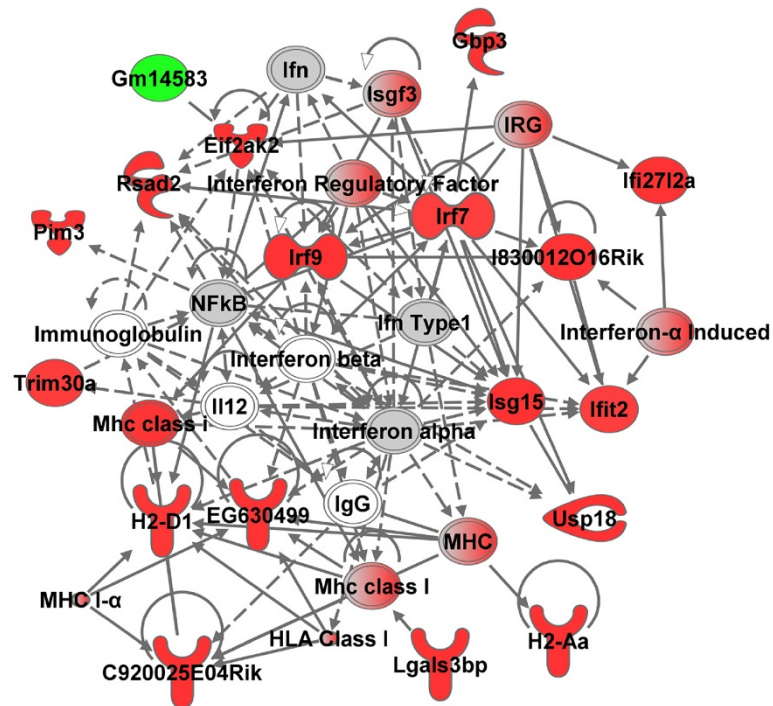 Gbp3
Ifn
Gm14583
Isgf3
IRG
Eif2ak2
Rsad2
Interferon Regulatory Factor
Ifi27l2a
Irf7
Pim3
Irf9
I830012O16Rik
NFkB
Ifn Type1
Immunoglobulin
Interferon-α Induced
Interferon beta
Trim30a
Il12
Isg15
Ifit2
Mhc class i
Interferon alpha
IgG
H2-D1
EG630499
Usp18
MHC
Mhc class I
MHC I-α
HLA Class I
H2-Aa
C920025E04Rik
Lgals3bp